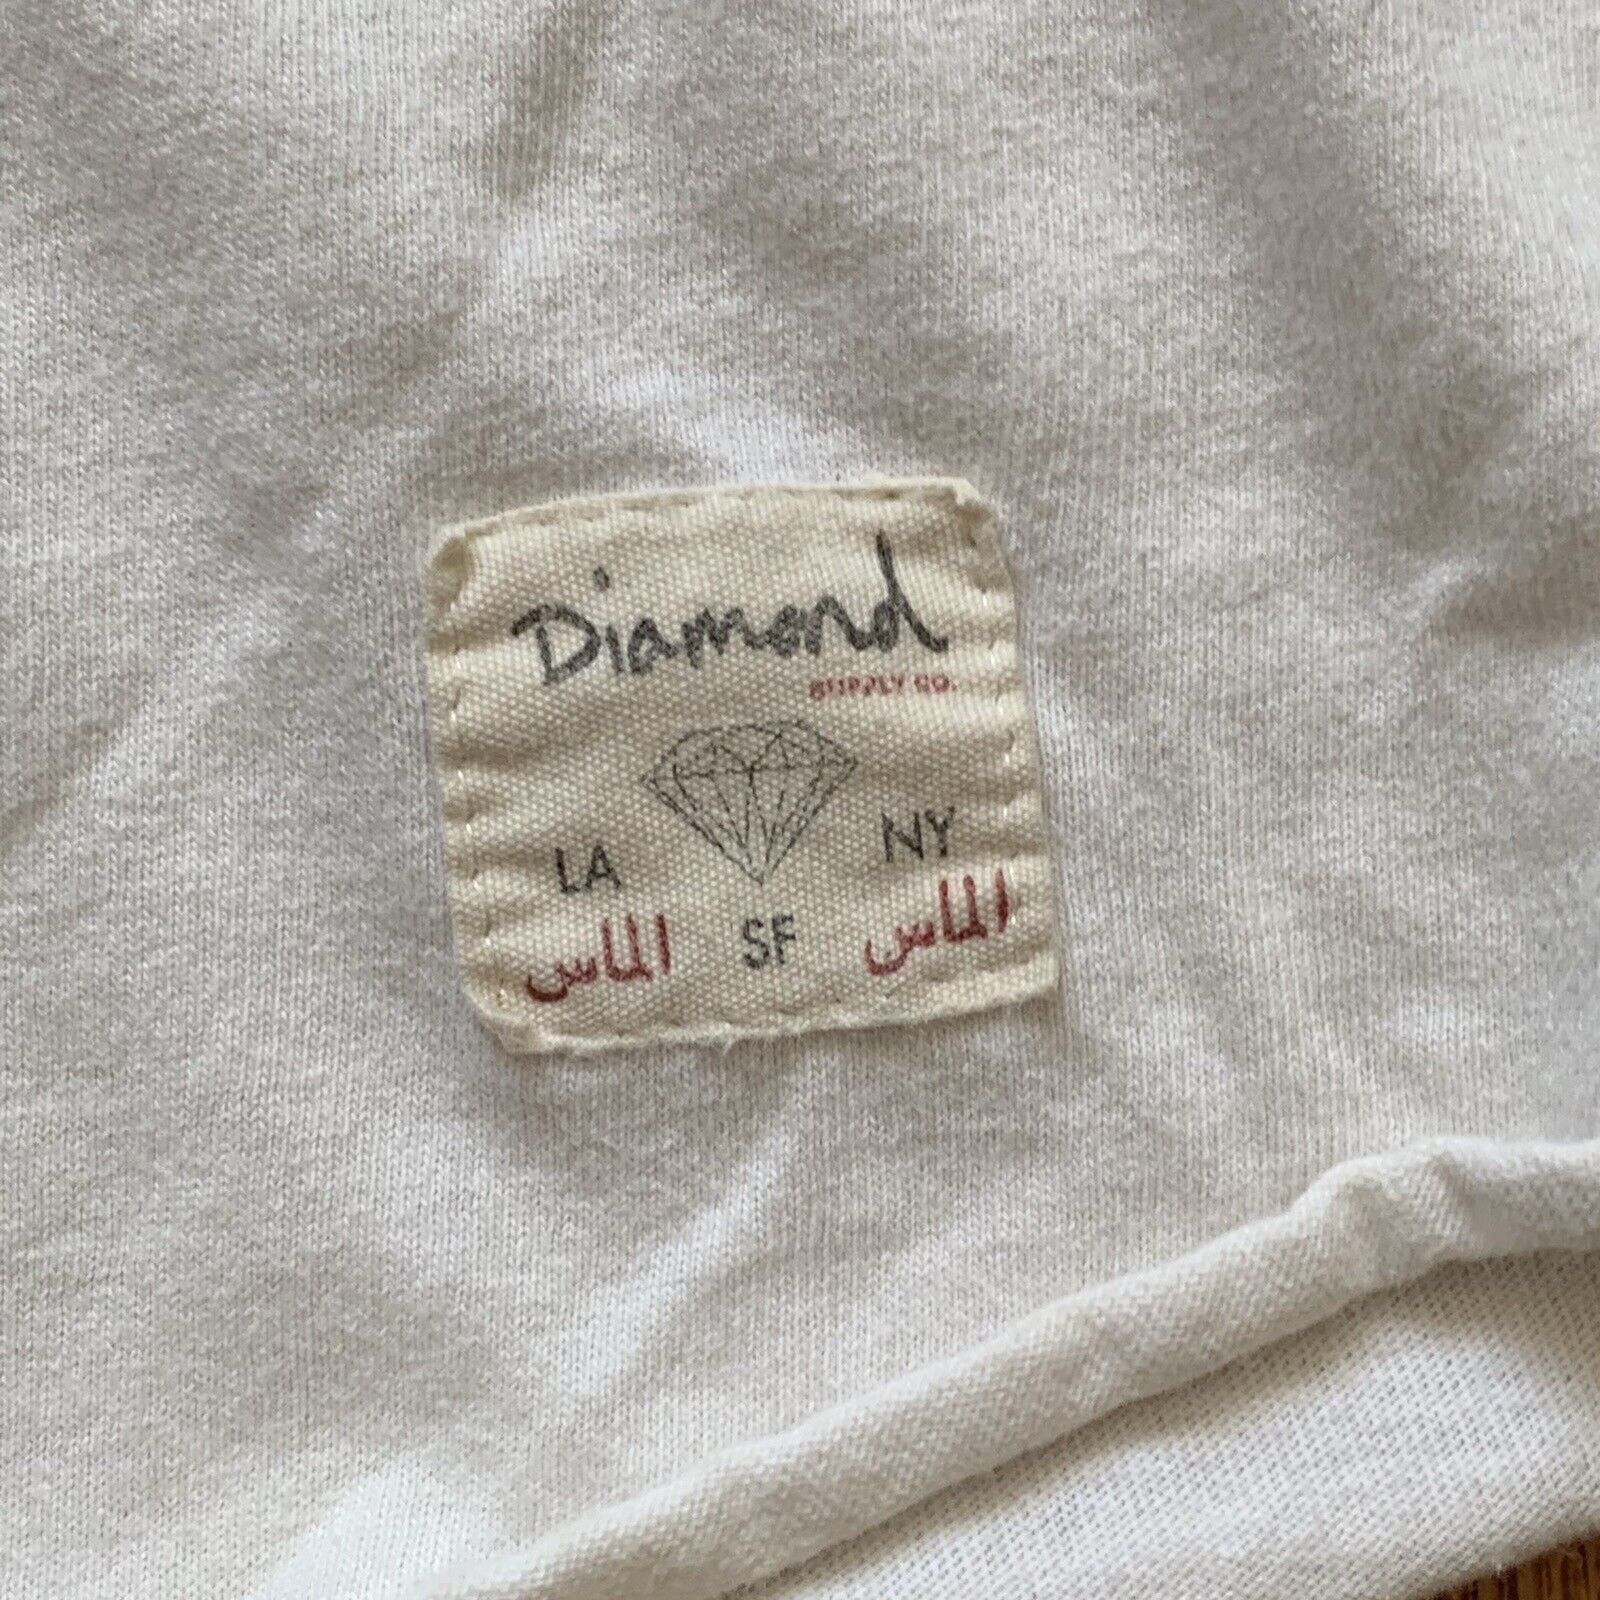 Diamond
SUPPLY CO.
LA
NY
الماس
SF
الماس